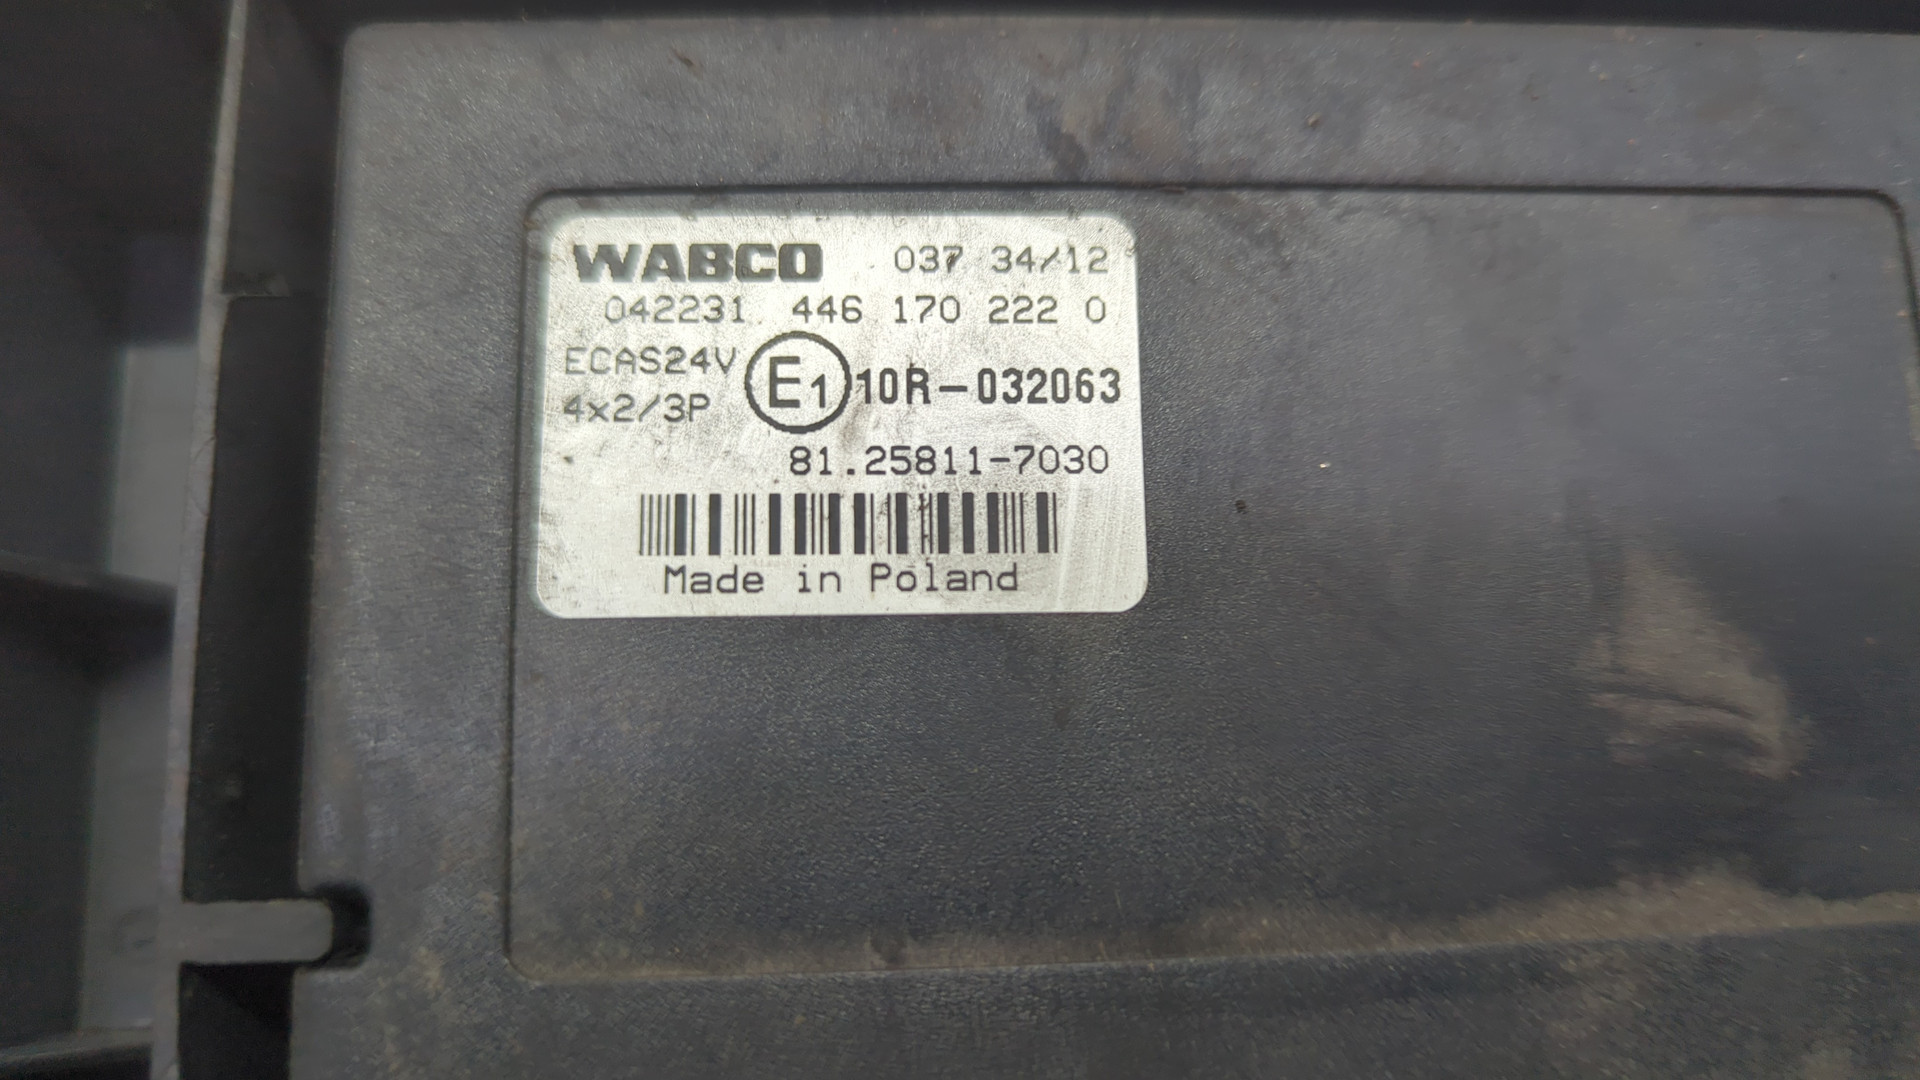 WABCO 037 34/12
042231 446 170 222 0
ECAS24V
4x2/3P
E1 10R-032063
81.25811-7030
Made in Poland